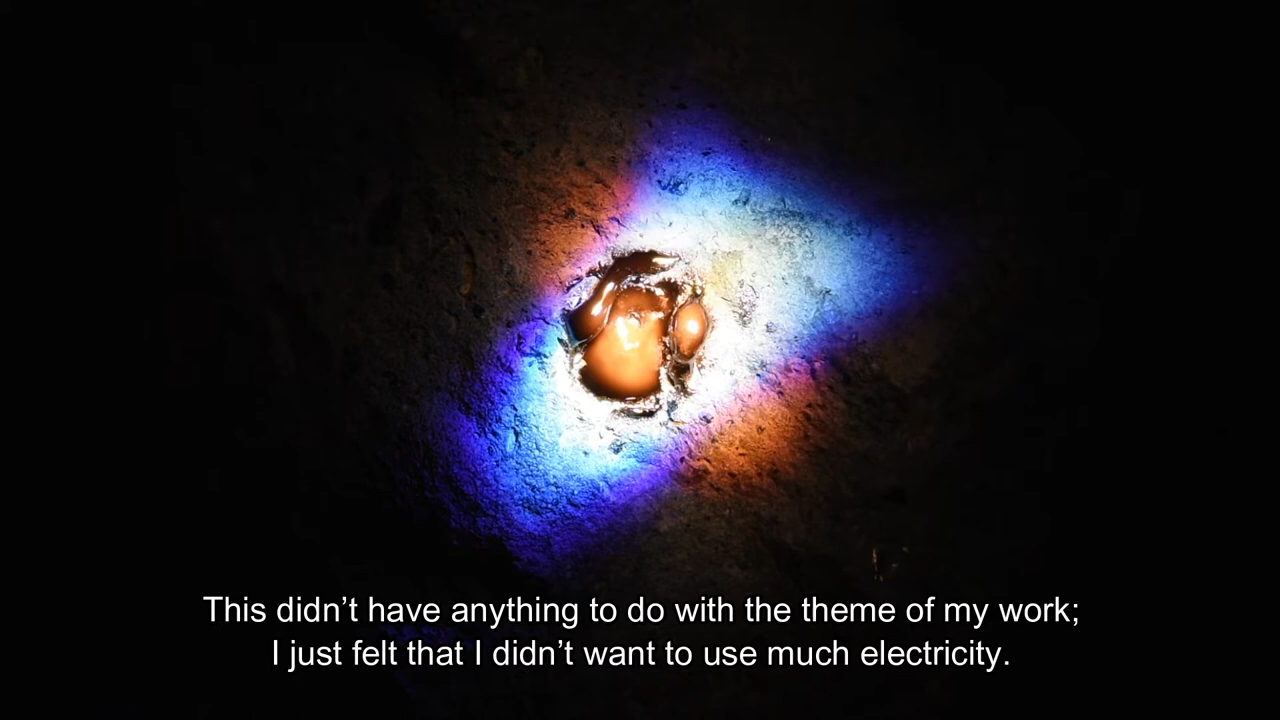 This didn’t have anything to do with the theme of my work;
I just felt that I didn’t want to use much electricity.